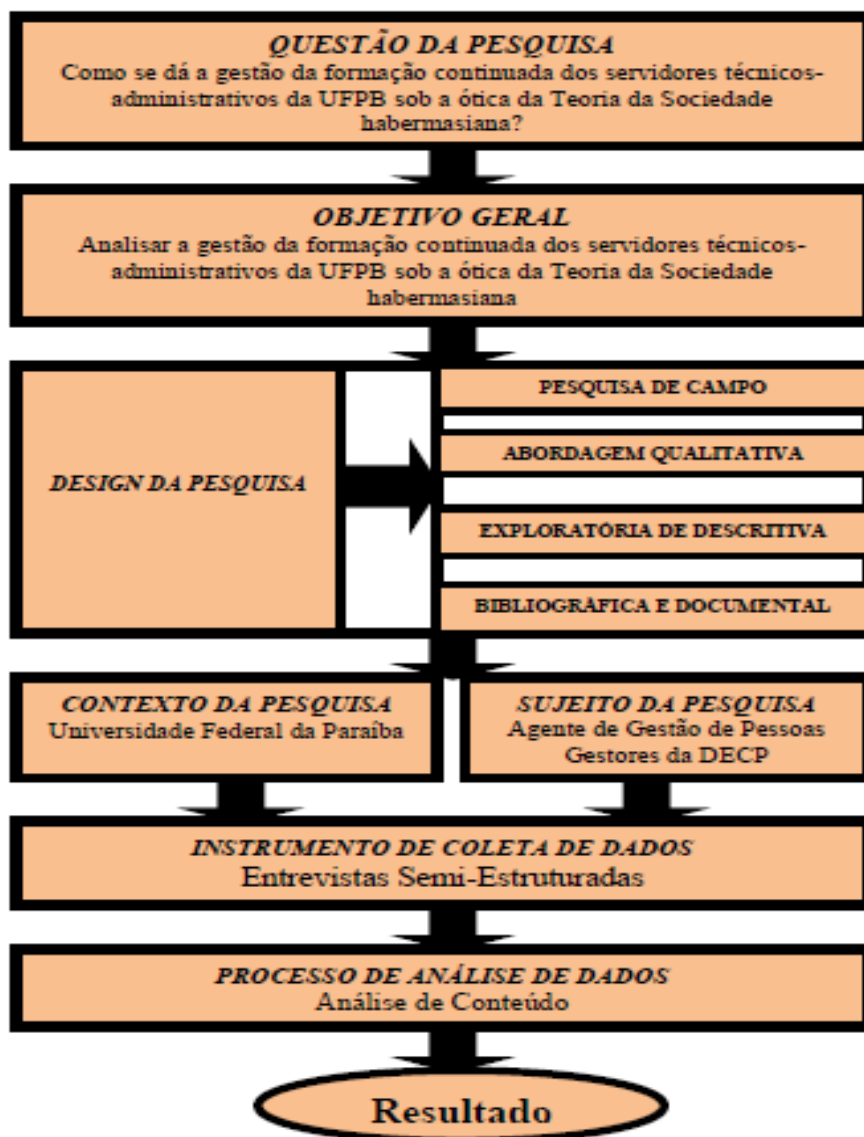 QUESTÃO DA PESQUISA
Como se dá a gestão da formação continuada dos servidores técnicos-
administrativos da UFPB sob a ótica da Teoria da Sociedade
habermasiana?
OBJETIVO GERAL
Analisar a gestão da formação continuada dos servidores técnicos-
administrativos da UFPB sob a ótica da Teoria da Sociedade
habermasiana
DESIGN DA PESQUISA
PESQUISA DE CAMPO
ABORDAGEM QUALITATIVA
EXPLORATÓRIA DE DESCRITIVA
BIBLIOGRÀFICA E DOCUMENTAL
CONTEXTO DA PESQUISA
Universidade Federal da Paraíba
SUJEITO DA PESQUISA
Agente de Gestão de Pessoas
Gestores da DECP
INSTRUMENTO DE COLETA DE DADOS
Entrevistas Semi-Estruturadas
PROCESSO DE ANÁLISE DE DADOS
Análise de Conteúdo
Resultado